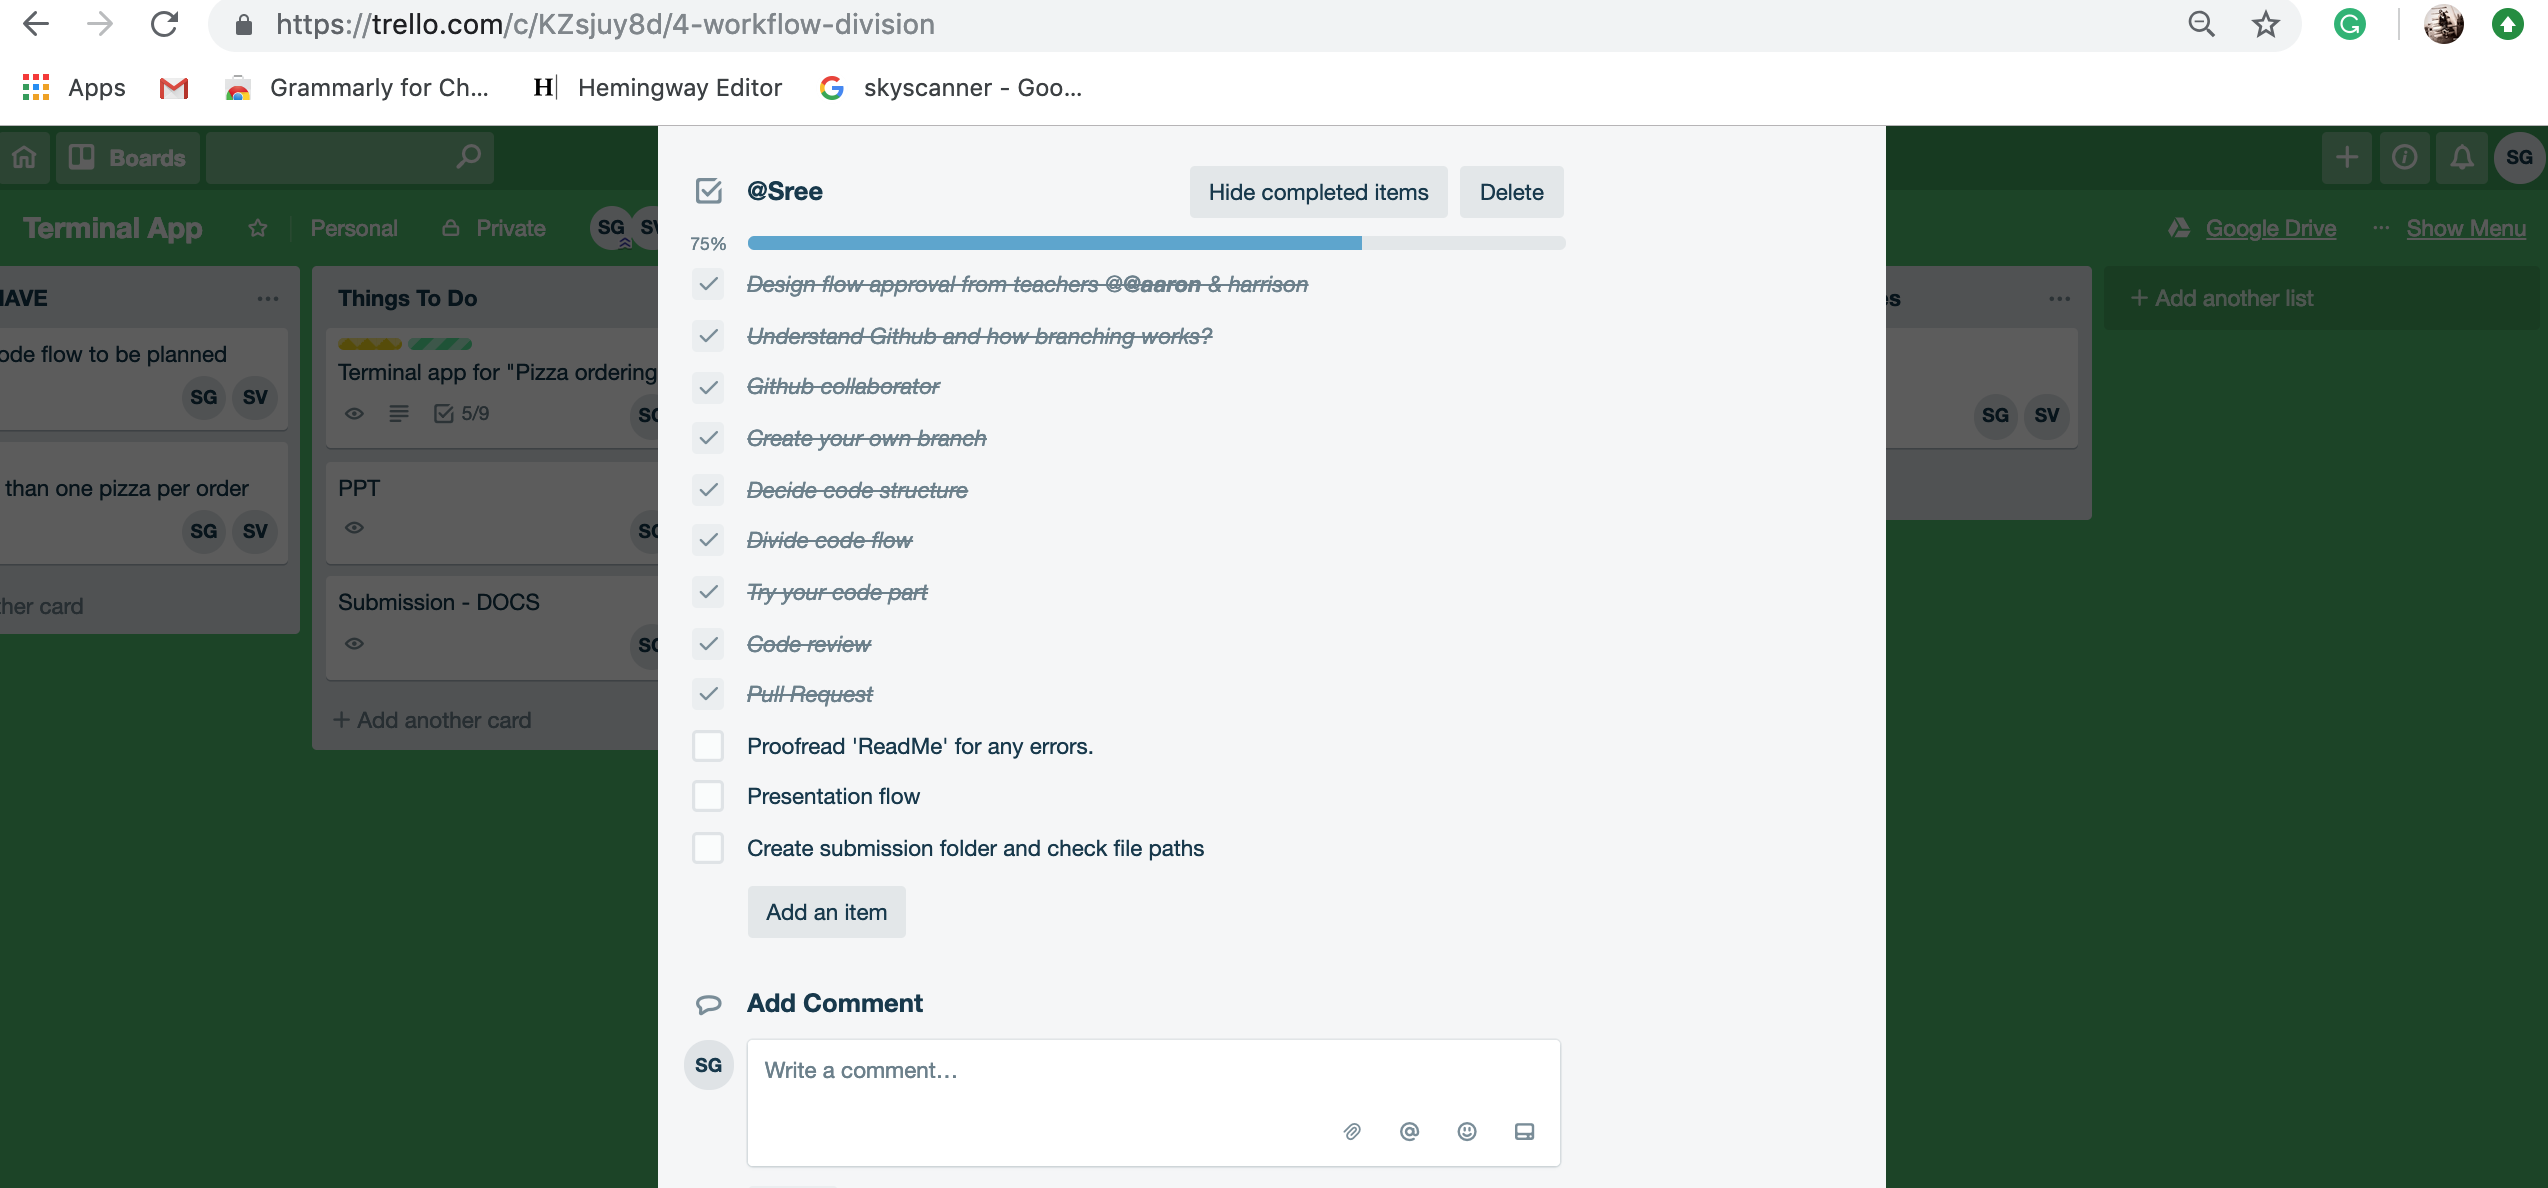 https://trello.com/c/KZsjuy8d/4-workflow-division
Apps
Grammarly for Ch...
H Hemingway Editor
skyscanner - Goo...
Boards
SG
Terminal App
Personal
Private
SG
Google Drive
... Show Menu
AVE
ode flow to be planned
SG SV
than one pizza per order
SG SV
her card
Things To Do
Terminal app for "Pizza ordering
5/9
PPT
Submission - DOCS
+ Add another card
@Sree
Hide completed items
Delete
75%
Design flow approval from teachers @@aaron & harrison
Understand Github and how branching works?
Github collaborator
Create your own branch
Decide code structure
Divide code flow
Try your code part
Code review
Pull Request
Proofread 'ReadMe' for any errors.
Presentation flow
Create submission folder and check file paths
Add an item
Add Comment
SG
Write a comment...
es
SG SV
+ Add another list